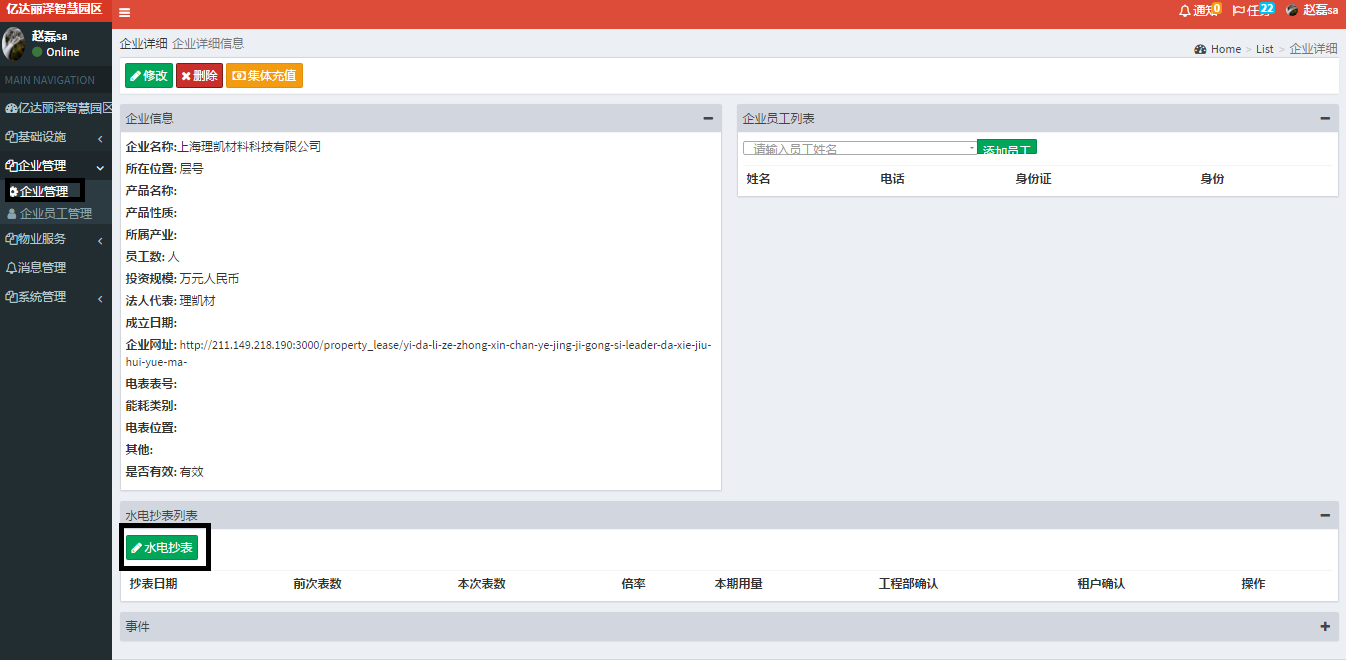 亿达丽泽智慧园区
通知 0 任务 22 赵磊sa
赵磊sa
Online
MAIN NAVIGATION
亿达丽泽智慧园区
基础设施
企业管理
企业管理
企业员工管理
物业服务
消息管理
系统管理
企业详细 企业详细信息
Home > List > 企业详细
修改 删除 集体充值
企业信息
企业名称:上海理凯材料科技有限公司
所在位置: 层号
产品名称:
产品性质:
所属产业:
员工数: 人
投资规模: 万元人民币
法人代表: 理凯材
成立日期:
企业网址: http://211.149.218.190:3000/property_lease/yi-da-li-ze-zhong-xin-chan-ye-jing-ji-gong-si-leader-da-xie-jiu-
hui-yue-ma-
电表表号:
能耗类别:
电表位置:
其他:
是否有效: 有效
企业员工列表
请输入员工姓名 添加员工
姓名 电话 身份证 身份
水电抄表列表
水电抄表
抄表日期 前次表数 本次表数 倍率 本期用量 工程部确认 租户确认 操作
事件